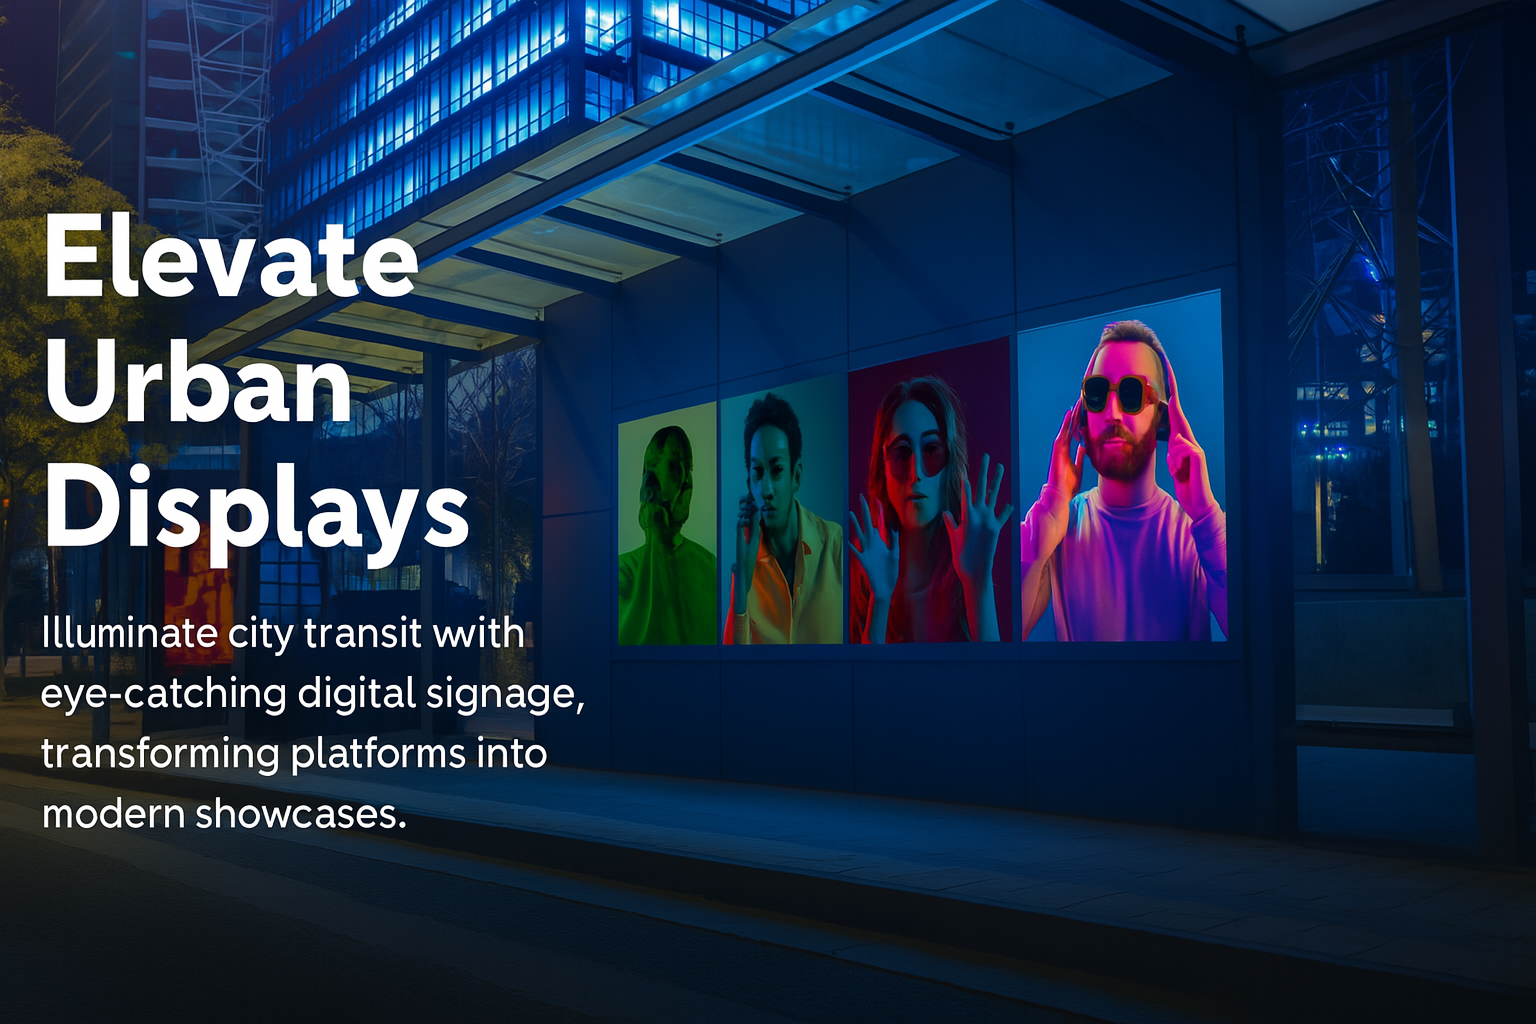 Elevate
Urban
Displays
Illuminate city transit with
eye-catching digital signage,
transforming platforms into
modern showcases.